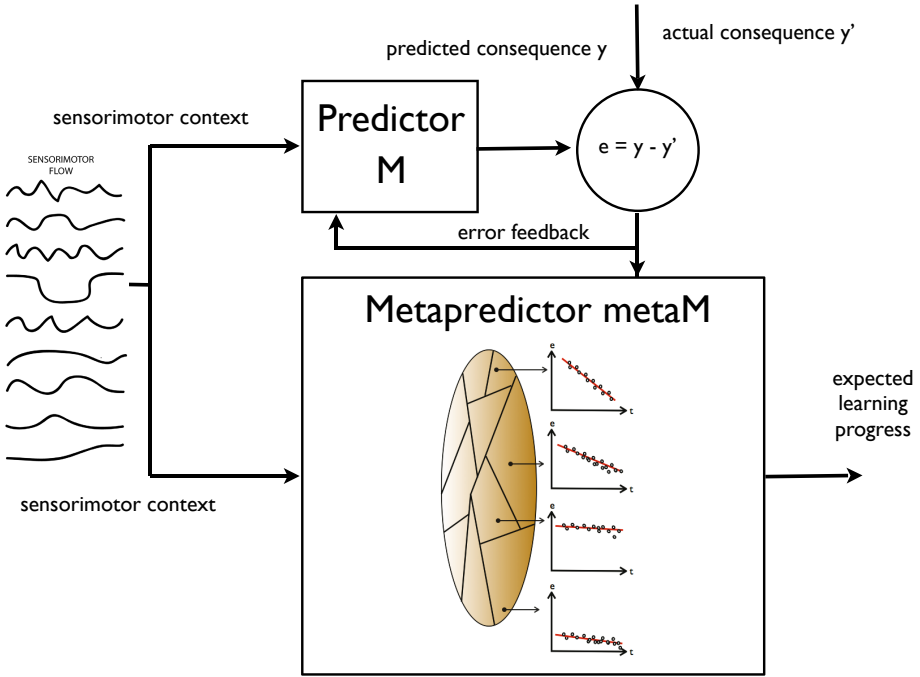 predicted consequence y
actual consequence y'
sensorimotor context
Predictor
M
e = y - y'
SENSORIMOTOR
FLOW
error feedback
Metapredictor metaM
e
t
e
t
e
t
e
t
expected
learning
progress
sensorimotor context